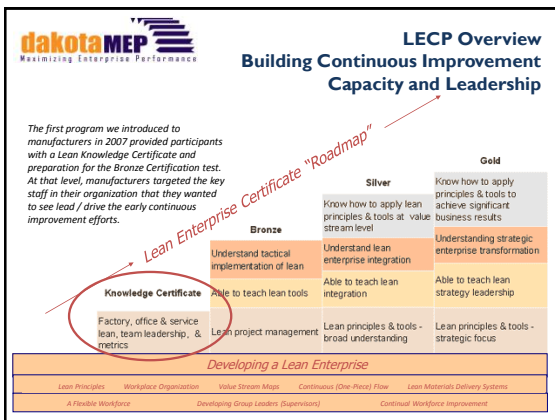 dakotaMEP
Maximizing Enterprise Performance
LECP Overview
Building Continuous Improvement
Capacity and Leadership
The first program we introduced to
manufacturers in 2007 provided participants
with a Lean Knowledge Certificate and
preparation for the Bronze Certification test.
At that level, manufacturers targeted the key
staff in their organization that they wanted
to see lead / drive the early continuous
improvement efforts.
Lean Enterprise Certificate “Roadmap”
Knowledge Certificate
Factory, office & service
lean, team leadership, &
metrics
Bronze
Understand tactical
implementation of lean
Able to teach lean tools
Lean project management
Silver
Know how to apply lean
principles & tools at value
stream level
Understand lean
enterprise integration
Able to teach lean
integration
Lean principles & tools -
broad understanding
Gold
Know how to apply
principles & tools to
achieve significant
business results
Understanding strategic
enterprise transformation
Able to teach lean
strategy leadership
Lean principles & tools -
strategic focus
Developing a Lean Enterprise
Lean Principles Workplace Organization Value Stream Maps Continuous (One-Piece) Flow Lean Materials Delivery Systems
A Flexible Workforce Developing Group Leaders (Supervisors) Continual Workforce Improvement